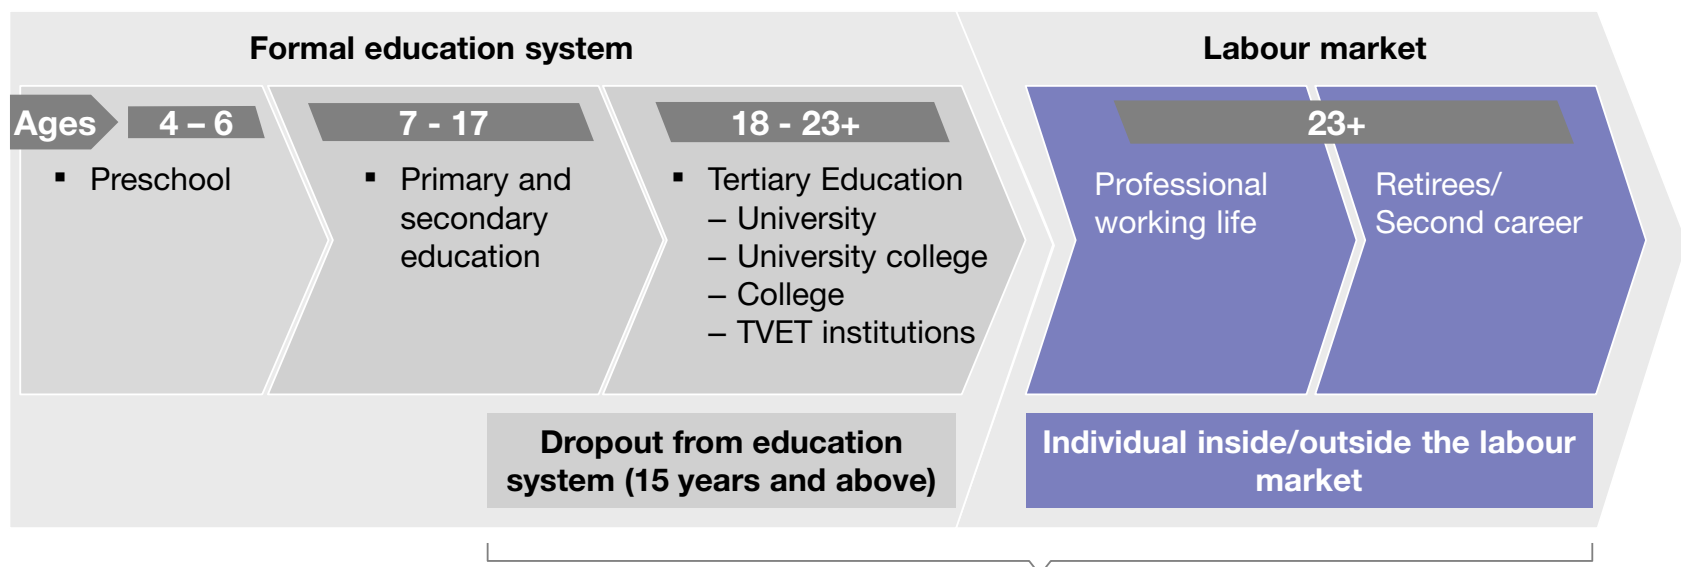 Formal education system
Labour market
Ages
4 – 6
7 - 17
18 - 23+
23+
▪ Preschool
▪ Primary and
secondary
education
▪ Tertiary Education
– University
– University college
– College
– TVET institutions
Professional
working life
Retirees/
Second career
Dropout from education
system (15 years and above)
Individual inside/outside the labour
market